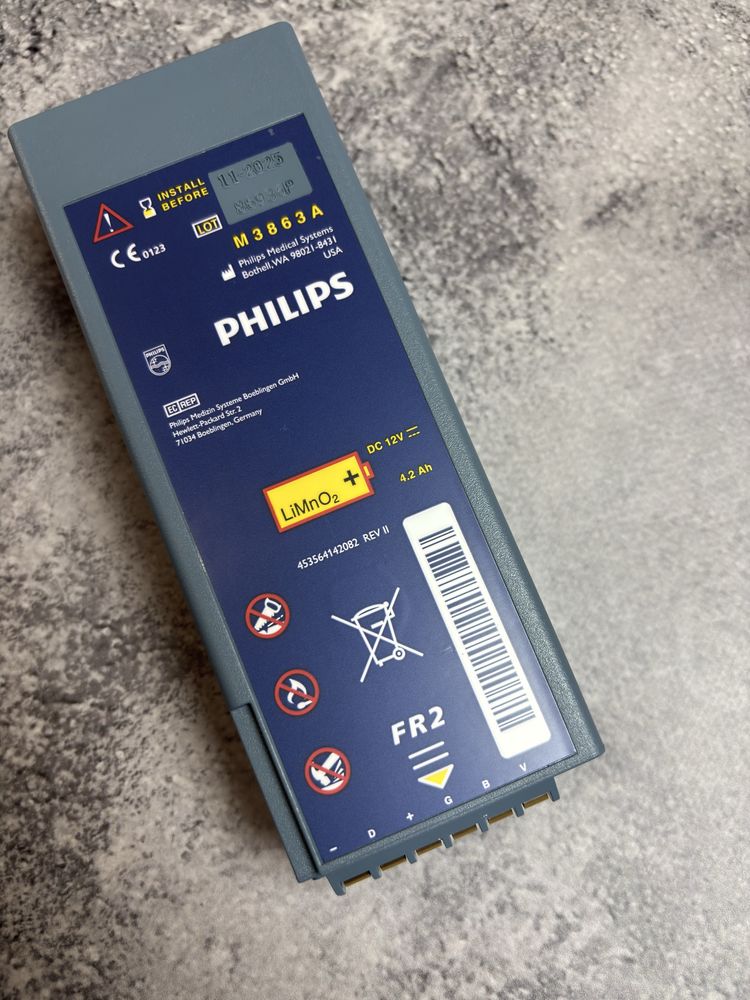 INSTALL
BEFORE
11-2025
LOT
CE 0123
M3863A
Philips Medical Systems
Bothell, WA 98021-8431
USA
PHILIPS
PHILIPS
EC REP
Philips Medizin Systeme Boeblingen GmbH
Hewlett-Packard Str. 2
71034 Boeblingen, Germany
DC 12V
4.2 Ah
LiMnO₂ +
453564142082 REV II
FR2
- D + G B V